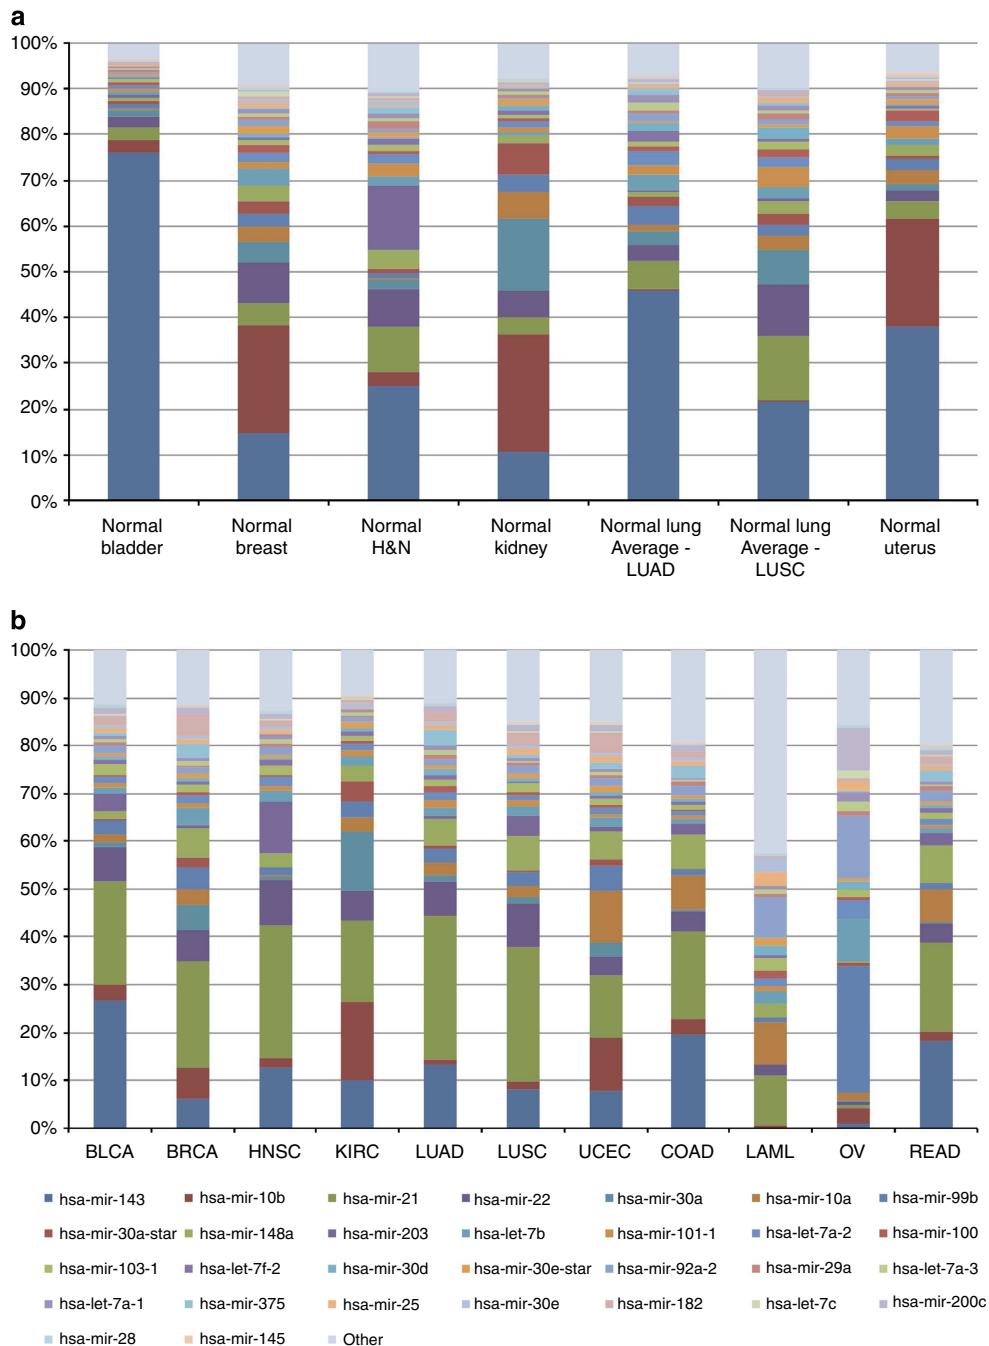 a
100%
90%
80%
70%
60%
50%
40%
30%
20%
10%
0%
Normal bladder
Normal breast
Normal H&N
Normal kidney
Normal lung Average - LUAD
Normal lung Average - LUSC
Normal uterus
b
100%
90%
80%
70%
60%
50%
40%
30%
20%
10%
0%
BLCA BRCA HNSC KIRC LUAD LUSC UCEC COAD LAML OV READ
hsa-mir-143 hsa-mir-10b hsa-mir-21 hsa-mir-22 hsa-mir-30a hsa-mir-10a hsa-mir-99b
hsa-mir-30a-star hsa-mir-148a hsa-mir-203 hsa-let-7b hsa-mir-101-1 hsa-let-7a-2 hsa-mir-100
hsa-mir-103-1 hsa-let-7f-2 hsa-mir-30d hsa-mir-30e-star hsa-mir-92a-2 hsa-mir-29a hsa-let-7a-3
hsa-let-7a-1 hsa-mir-375 hsa-mir-25 hsa-mir-30e hsa-mir-182 hsa-let-7c hsa-mir-200c
hsa-mir-28 hsa-mir-145 Other